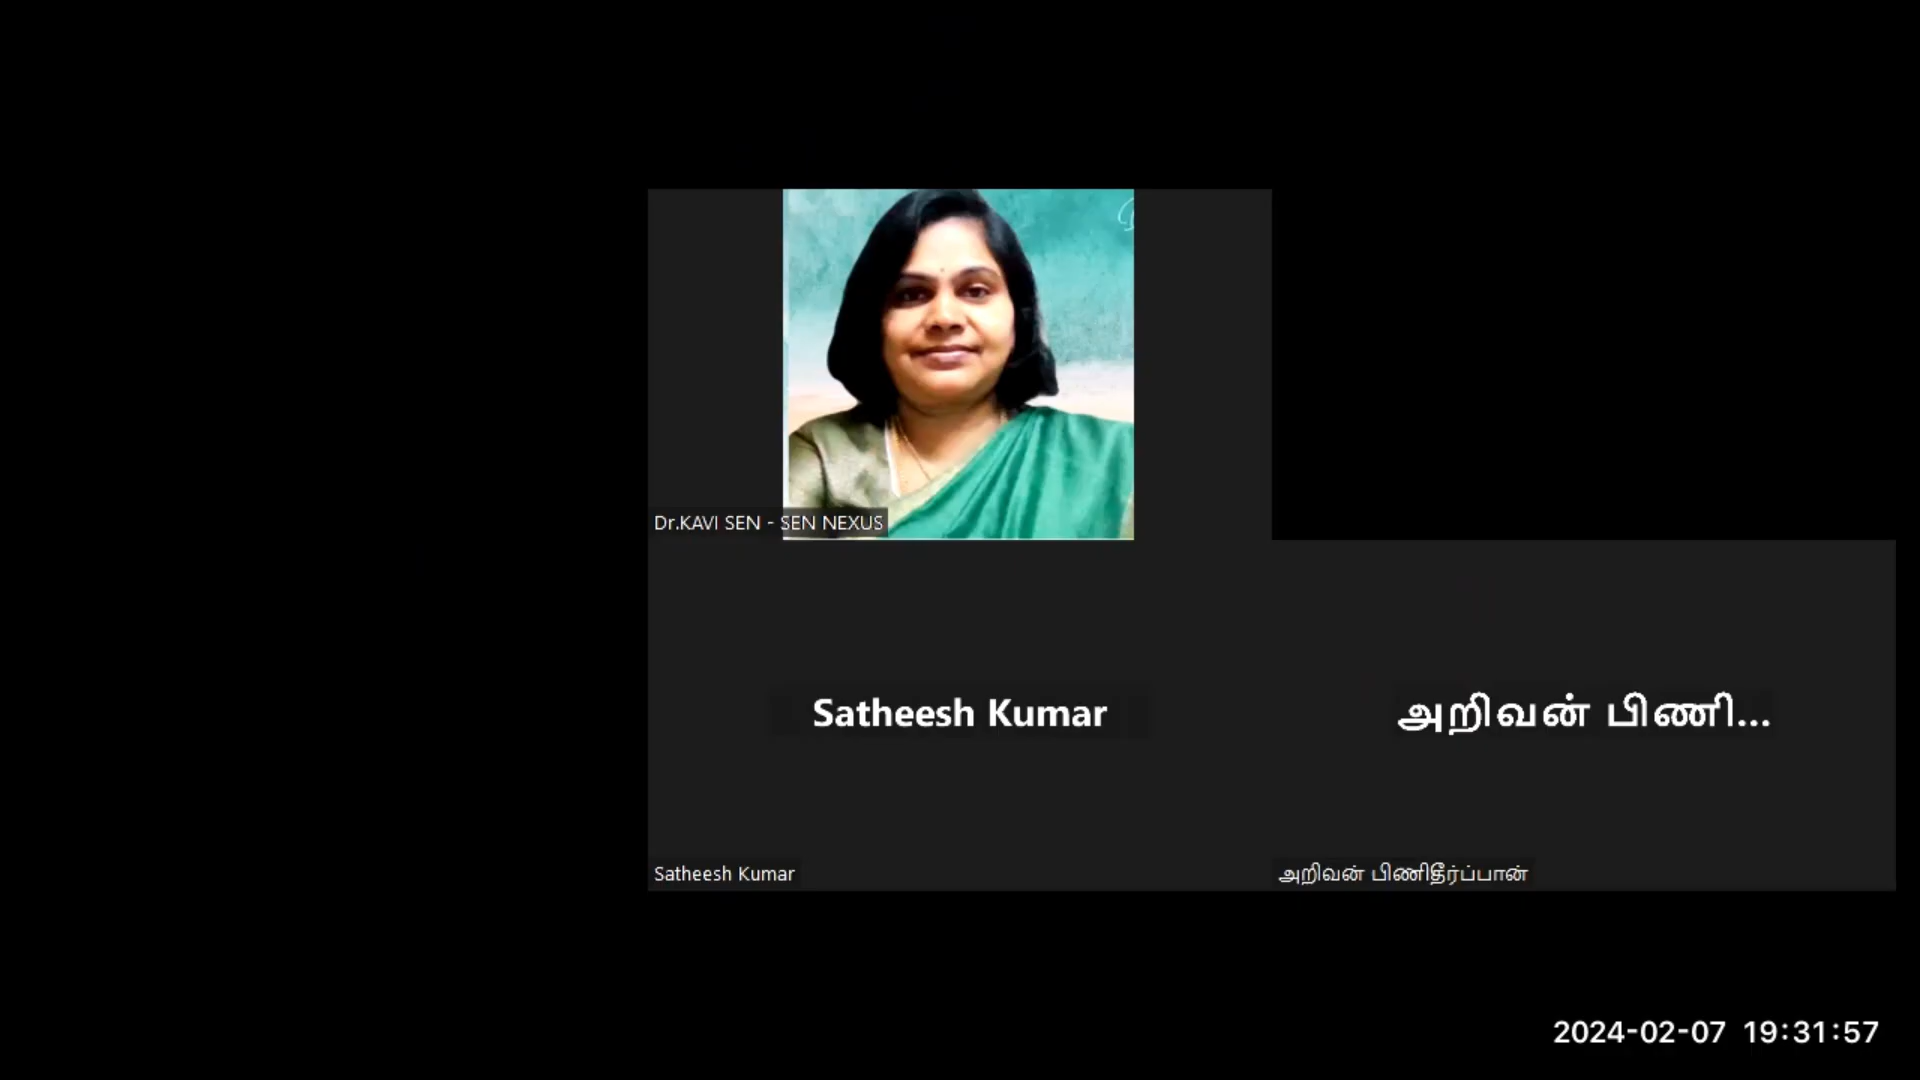 Dr.KAVI SEN - SEN NEXUS
Satheesh Kumar
அறிவன் பிணி...
Satheesh Kumar
அறிவன் பிணிதீர்ப்பான்
2024-02-07 19:31:57